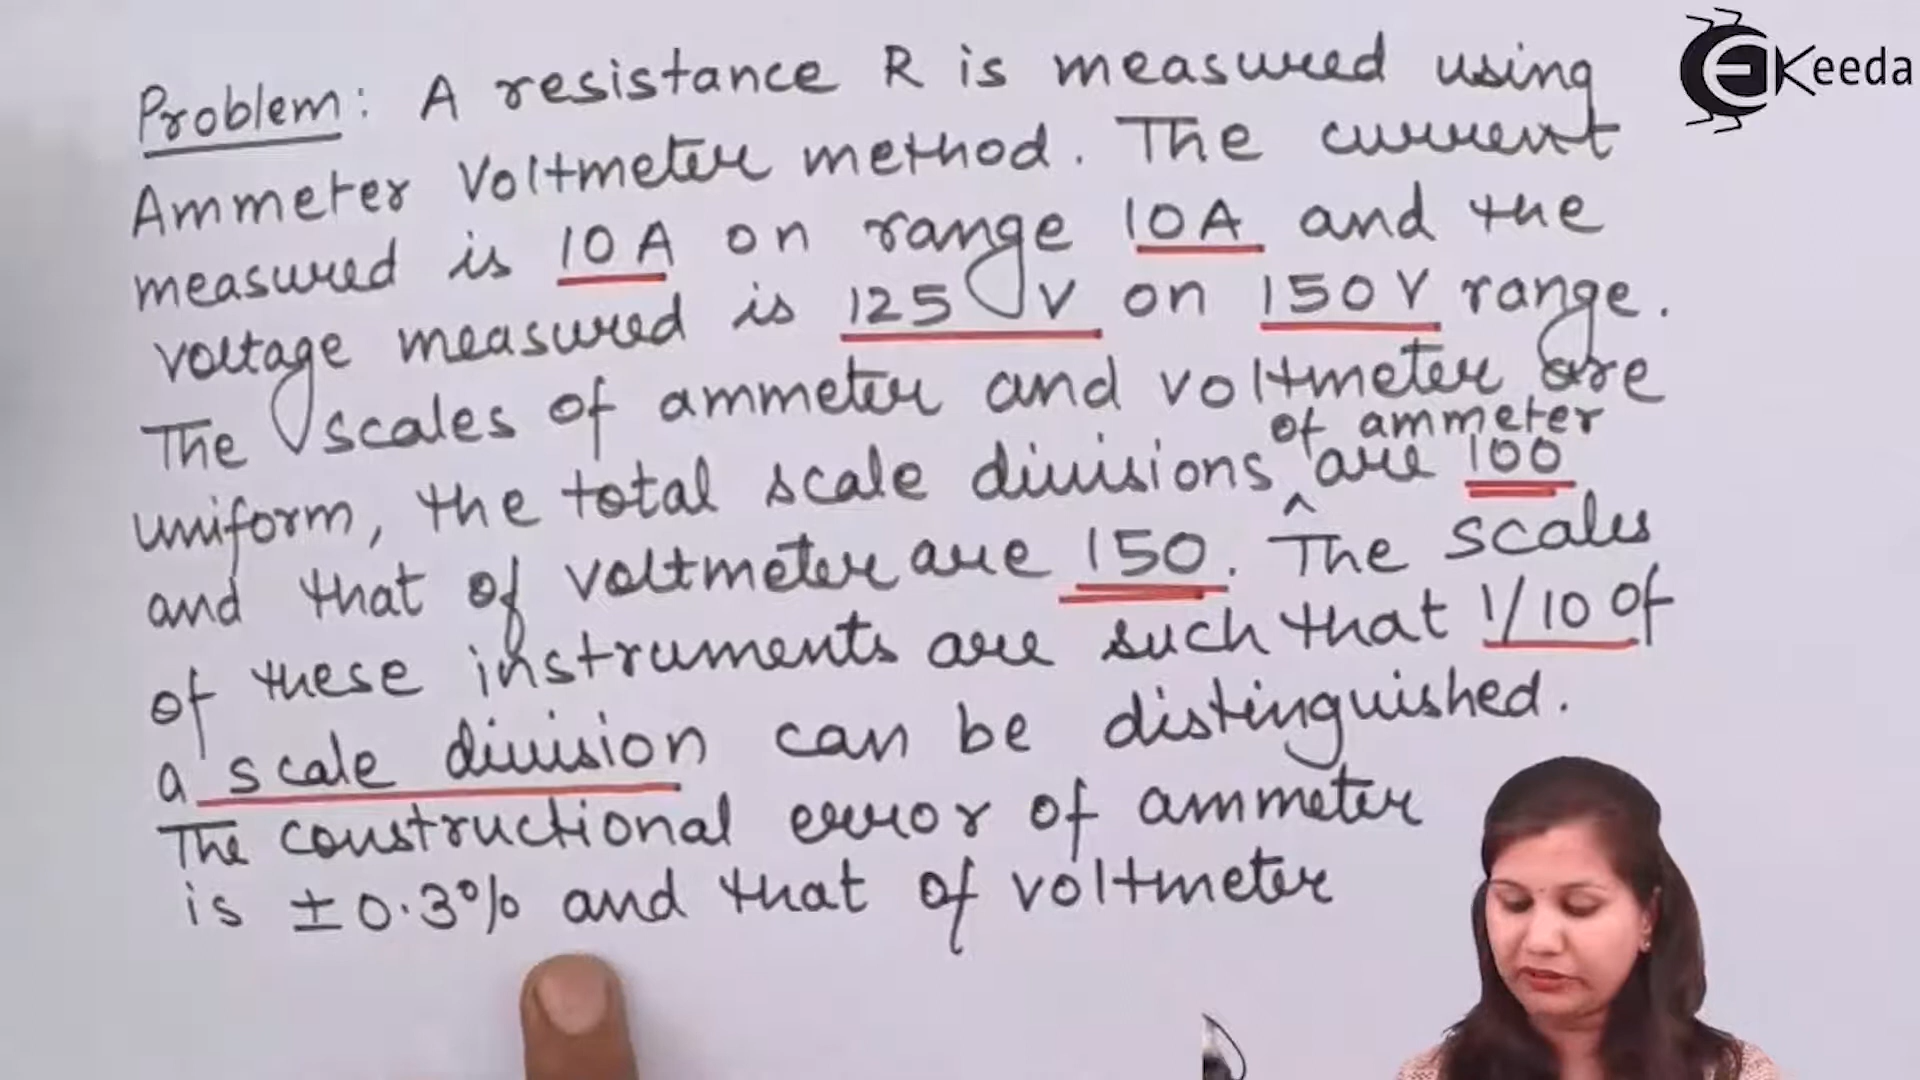 Ekeeda
Problem: A resistance R is measured using
Ammeter Voltmeter method. The current
measured is 10A on range 10A and the
voltage measured is 125 V on 150V range.
The scales of ammeter and voltmeter are
uniform, the total scale divisions of ammeter are 100
and that of voltmeter are 150. The scales
of these instruments are such that 1/10 of
a scale division can be distinguished.
The constructional error of ammeter
is ±0.3% and that of voltmeter